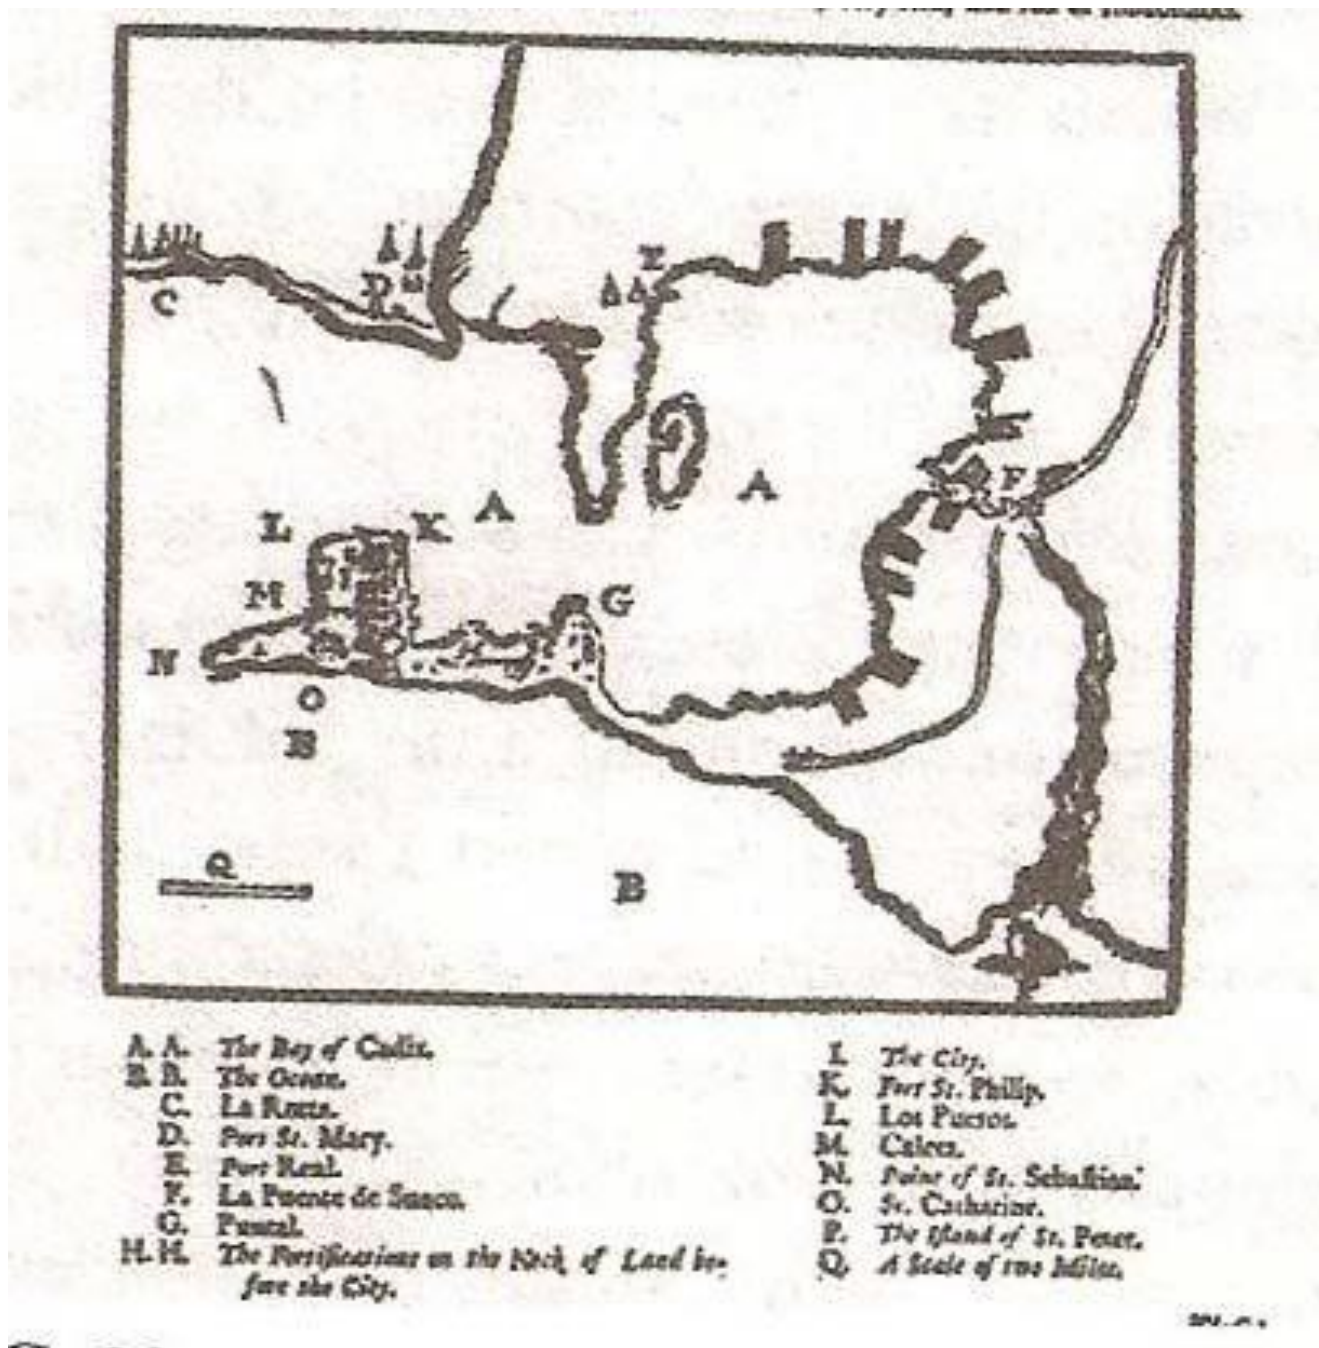 C
D
A
A
F
L
K
M
G
N
O
B
Q
B
A. A. The Bay of Cadiz.
B. B. The Ocean.
C. La Rotta.
D. Port St. Mary.
E. Port Real.
F. La Puente de Suaco.
G. Puntal.
H. H. The Fortifications on the Neck of Land be-
fore the City.
I. The City.
K. Fort St. Philip.
L. Los Puercos.
M. Caleta.
N. Point of St. Sebastian.
O. St. Catharine.
P. The Island of St. Peter.
Q. A Scale of two Miles.